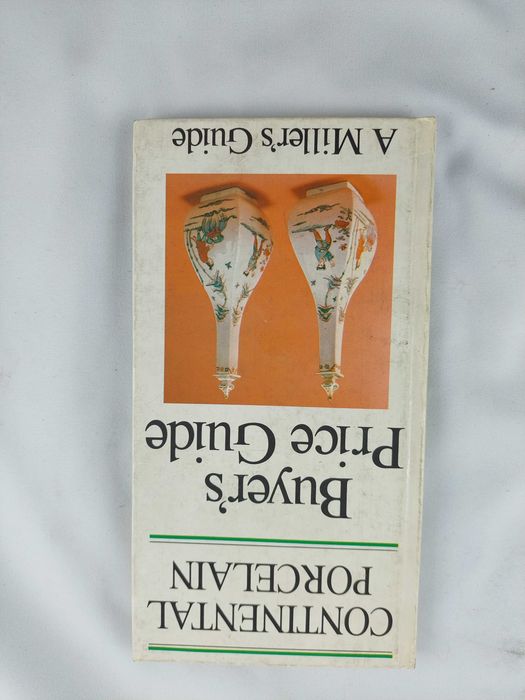 CONTINENTAL
PORCELAIN
Buyer's
Price Guide
A Miller's Guide